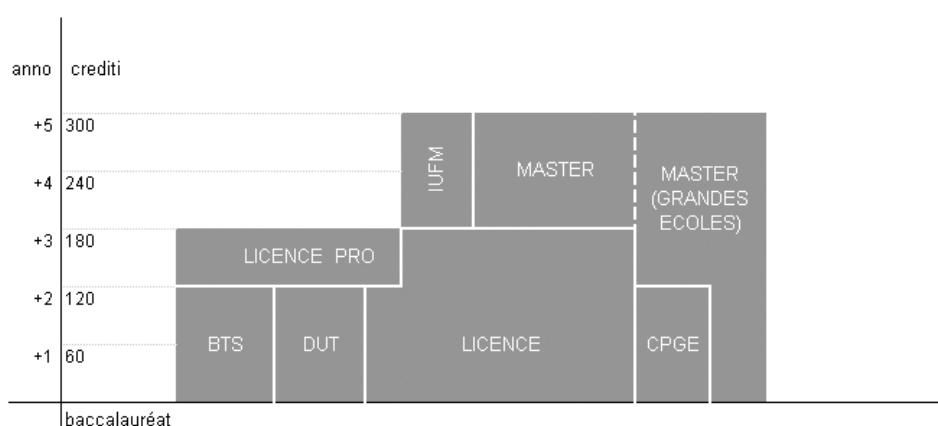 anno crediti
+5 300
+4 240
+3 180
+2 120
+1 60
baccalauréat
IUFM
MASTER
MASTER
(GRANDES
ECOLES)
LICENCE PRO
BTS
DUT
LICENCE
CPGE